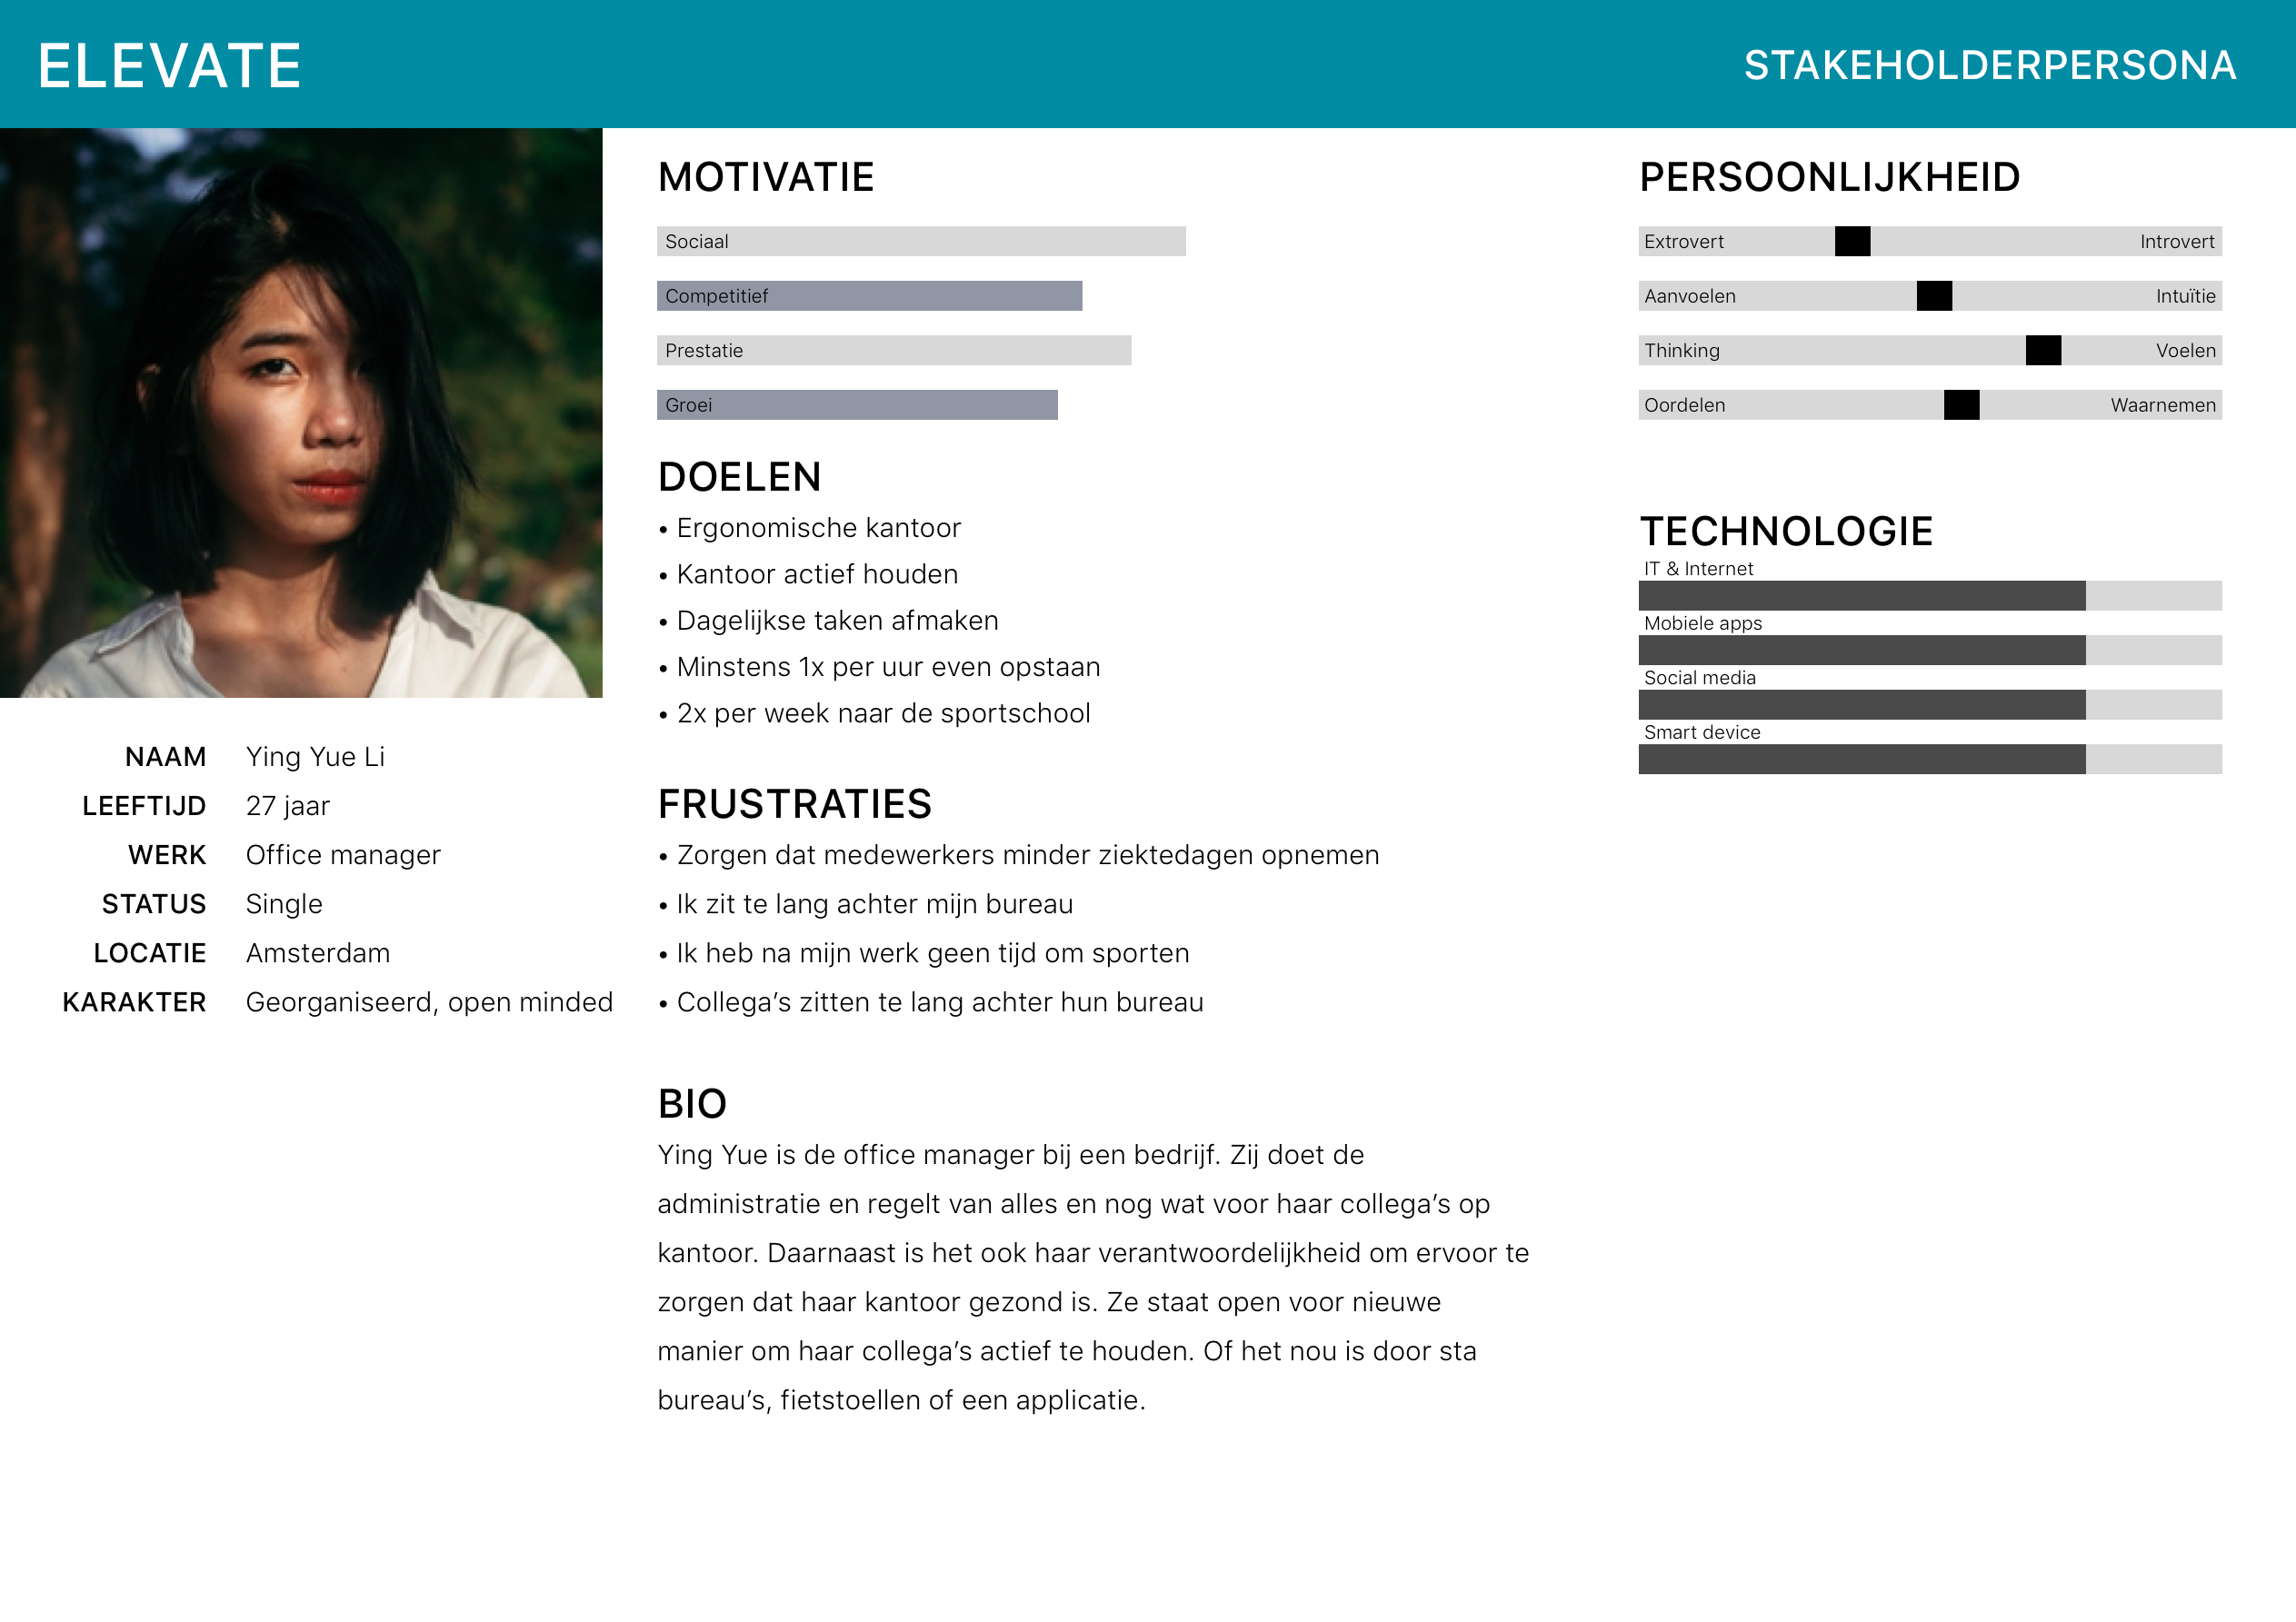 ELEVATE
STAKEHOLDERPERSONA
NAAM Ying Yue Li
LEEFTIJD 27 jaar
WERK Office manager
STATUS Single
LOCATIE Amsterdam
KARAKTER Georganiseerd, open minded
MOTIVATIE
Sociaal
Competitief
Prestatie
Groei
DOELEN
• Ergonomische kantoor
• Kantoor actief houden
• Dagelijkse taken afmaken
• Minstens 1x per uur even opstaan
• 2x per week naar de sportschool
FRUSTRATIES
• Zorgen dat medewerkers minder ziektedagen opnemen
• Ik zit te lang achter mijn bureau
• Ik heb na mijn werk geen tijd om sporten
• Collega’s zitten te lang achter hun bureau
BIO
Ying Yue is de office manager bij een bedrijf. Zij doet de
administratie en regelt van alles en nog wat voor haar collega’s op
kantoor. Daarnaast is het ook haar verantwoordelijkheid om ervoor te
zorgen dat haar kantoor gezond is. Ze staat open voor nieuwe
manier om haar collega’s actief te houden. Of het nou is door sta
bureau’s, fietstoellen of een applicatie.
PERSOONLIJKHEID
Extrovert Introvert
Aanvoelen Intuïtie
Thinking Voelen
Oordelen Waarnemen
TECHNOLOGIE
IT & Internet
Mobiele apps
Social media
Smart device